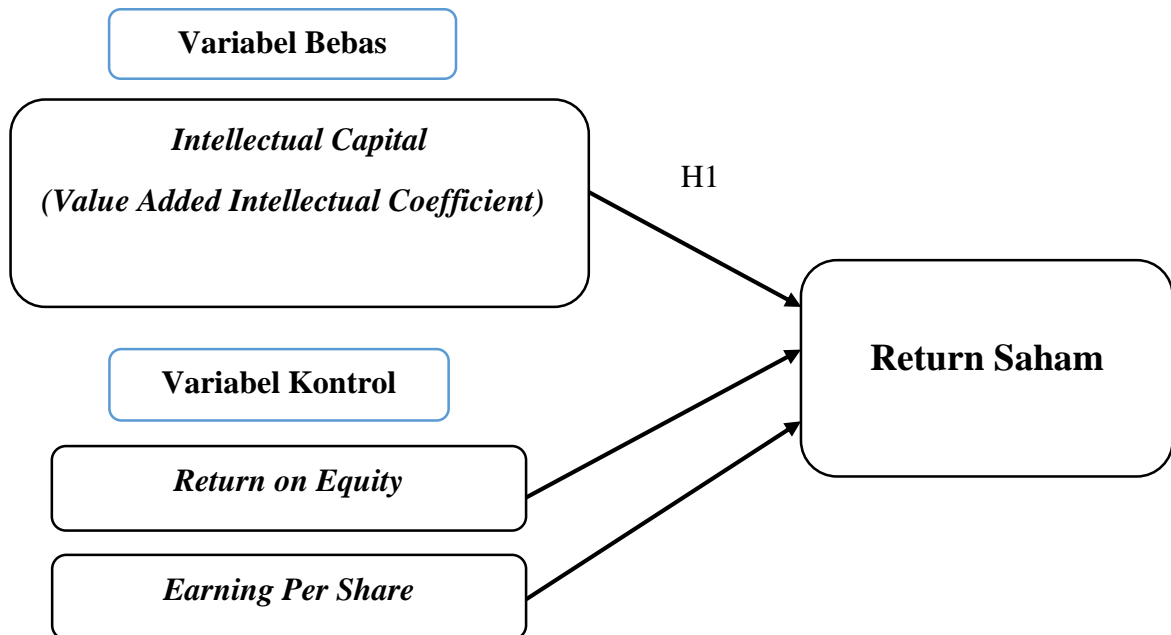 Variabel Bebas
Intellectual Capital
(Value Added Intellectual Coefficient)
H1
Return Saham
Variabel Kontrol
Return on Equity
Earning Per Share